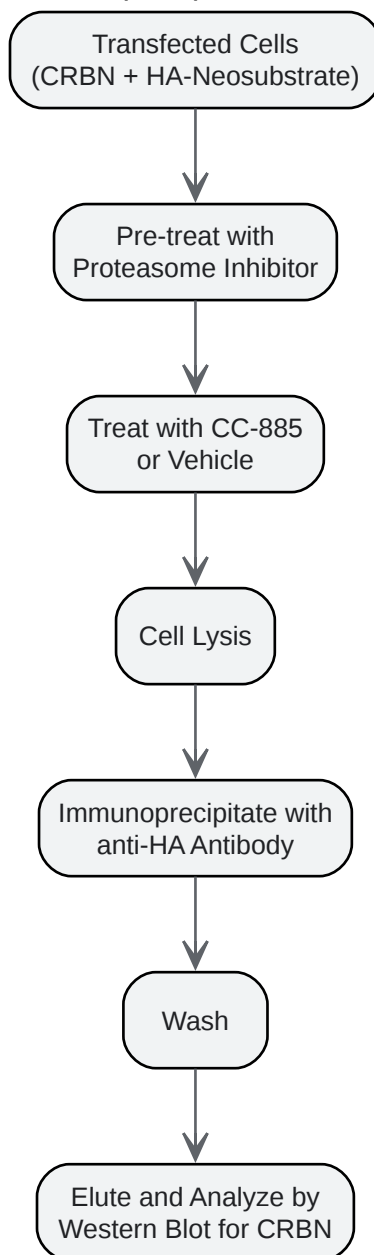 Transfected Cells
(CRBN + HA-Neosubstrate)
Pre-treat with
Proteasome Inhibitor
Treat with CC-885
or Vehicle
Cell Lysis
Immunoprecipitate with
anti-HA Antibody
Wash
Elute and Analyze by
Western Blot for CRBN